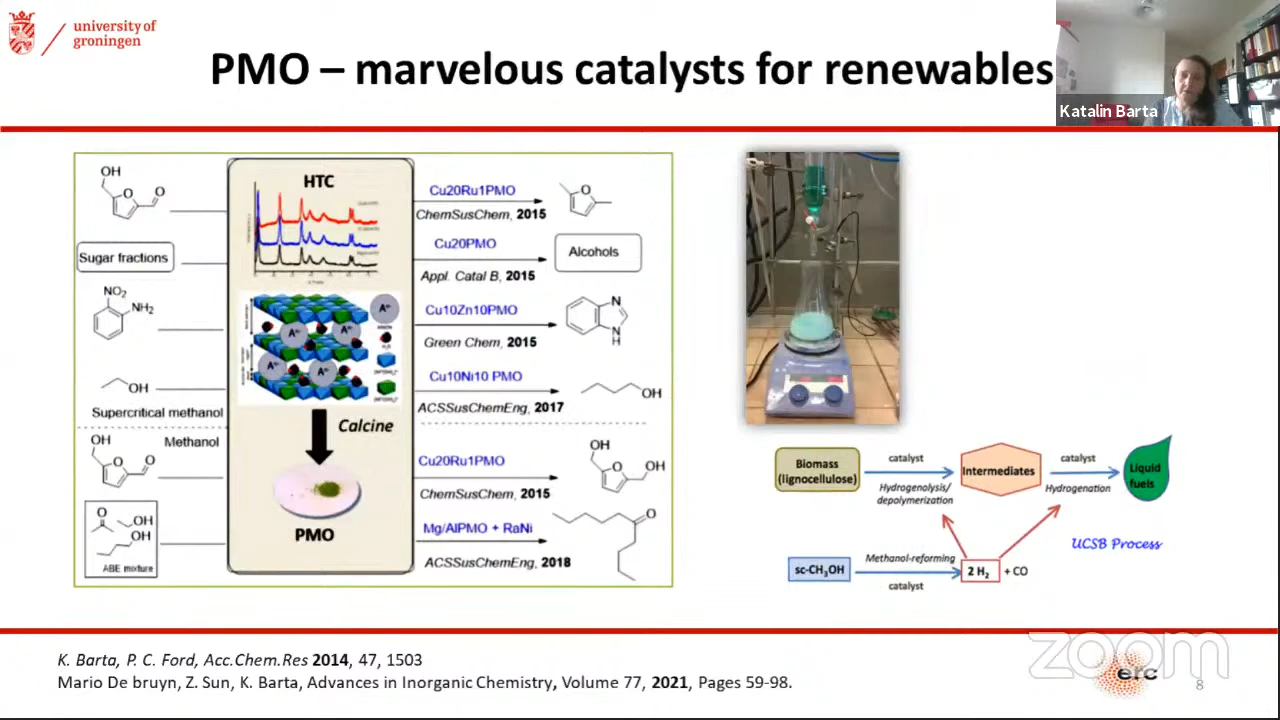 university of
groningen
PMO – marvelous catalysts for renewables
Katalin Barta
HTC
OH
O
O
Cu20Ru1PMO
ChemSusChem, 2015
O
Sugar fractions
Cu20PMO
Appl. Catal B, 2015
Alcohols
NO2
NH2
Cu10Zn10PMO
Green Chem, 2015
N
N
H
OH
Cu10Ni10 PMO
ACSSusChemEng, 2017
OH
Supercritical methanol
Methanol
Calcine
OH
O
O
Cu20Ru1PMO
ChemSusChem, 2015
OH
O
OH
O
OH
OH
ABE mixture
PMO
Mg/AlPMO + RaNi
ACSSusChemEng, 2018
O
A
A
A
A
A
Biomass
(lignocellulose)
catalyst
Hydrogenolysis/
depolymerization
Intermediates
catalyst
Hydrogenation
Liquid
fuels
UCSB Process
sc-CH3OH
Methanol-reforming
catalyst
2 H2 + CO
K. Barta, P. C. Ford, Acc.Chem.Res 2014, 47, 1503
Mario De bruyn, Z. Sun, K. Barta, Advances in Inorganic Chemistry, Volume 77, 2021, Pages 59-98.
zoom
erc
8